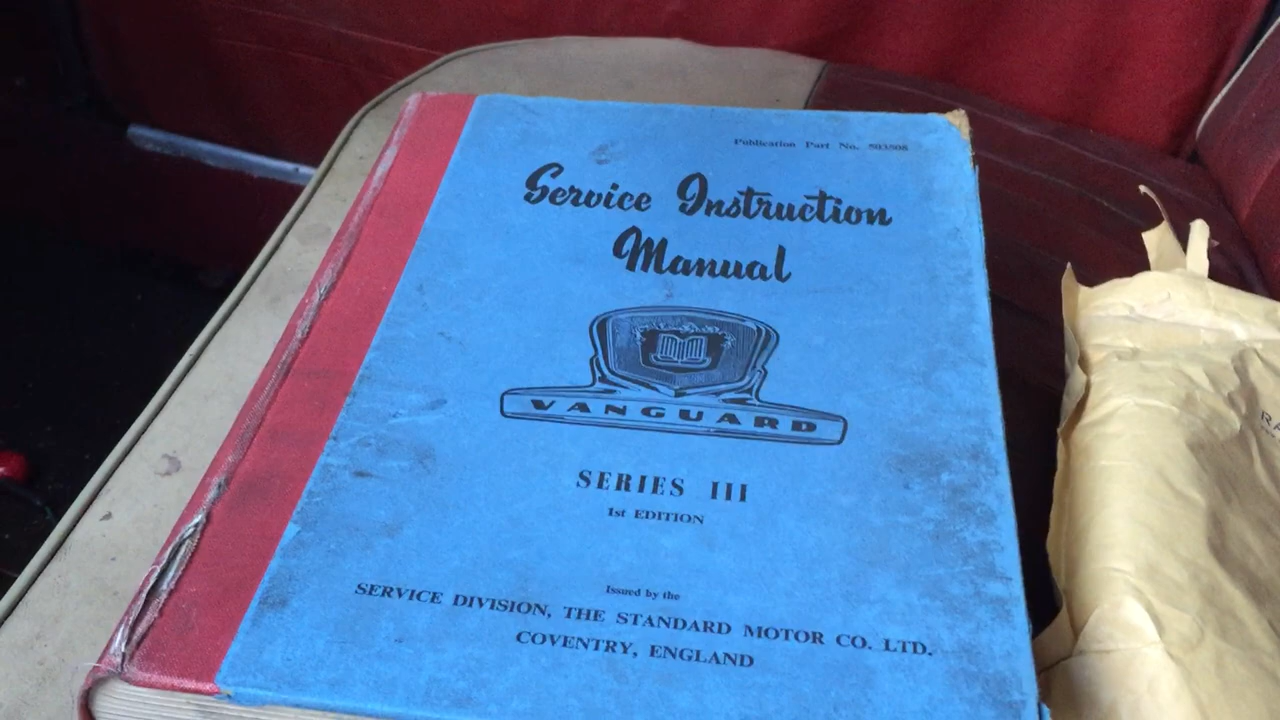 Publication Part No. 503508
Service Instruction
Manual
VANGUARD
SERIES III
1st EDITION
Issued by the
SERVICE DIVISION, THE STANDARD MOTOR CO. LTD.
COVENTRY, ENGLAND